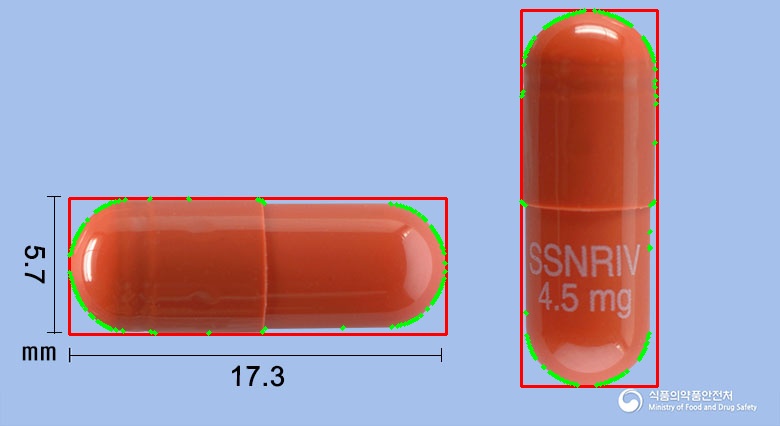 5.7
mm
17.3
SSNRIV
4.5 mg
식품의약품안전처
Ministry of Food and Drug Safety